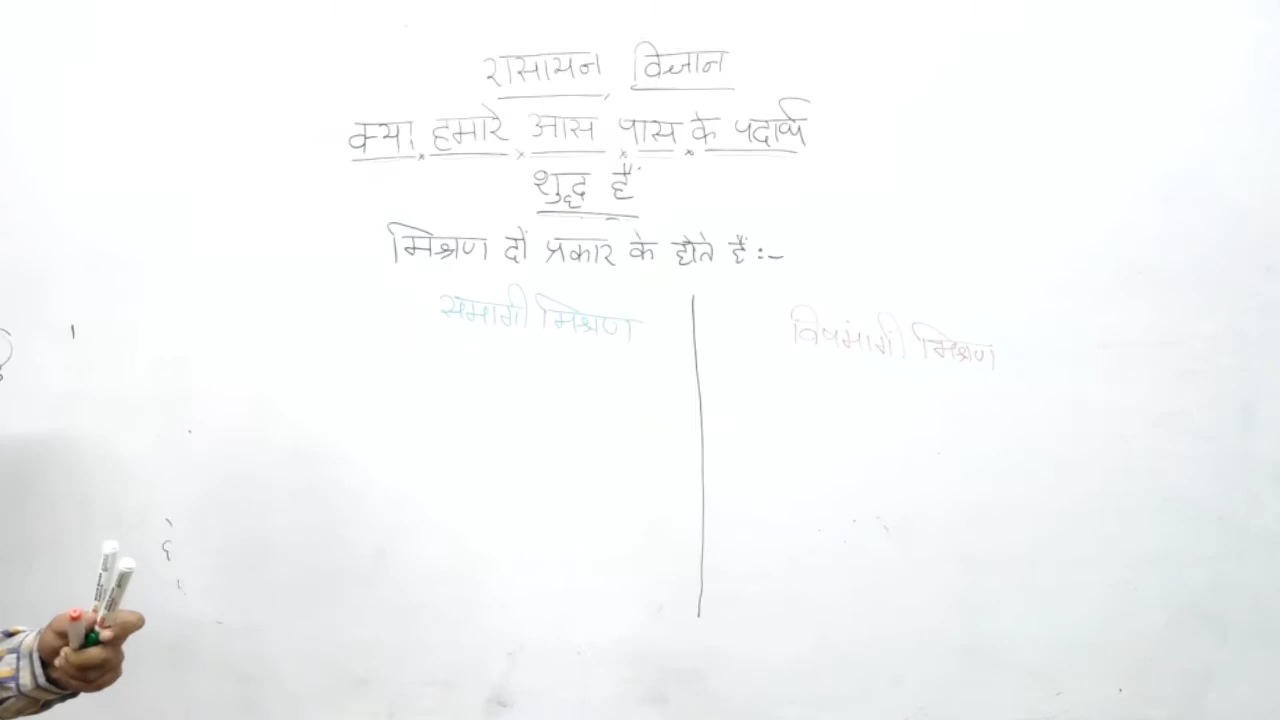 रासायन विज्ञान
क्या हमारे आस पास के पदार्थ
शुद्ध हैं
मिश्रण दो प्रकार के होते हैं :-
समांगी मिश्रण
विषमांगी मिश्रण